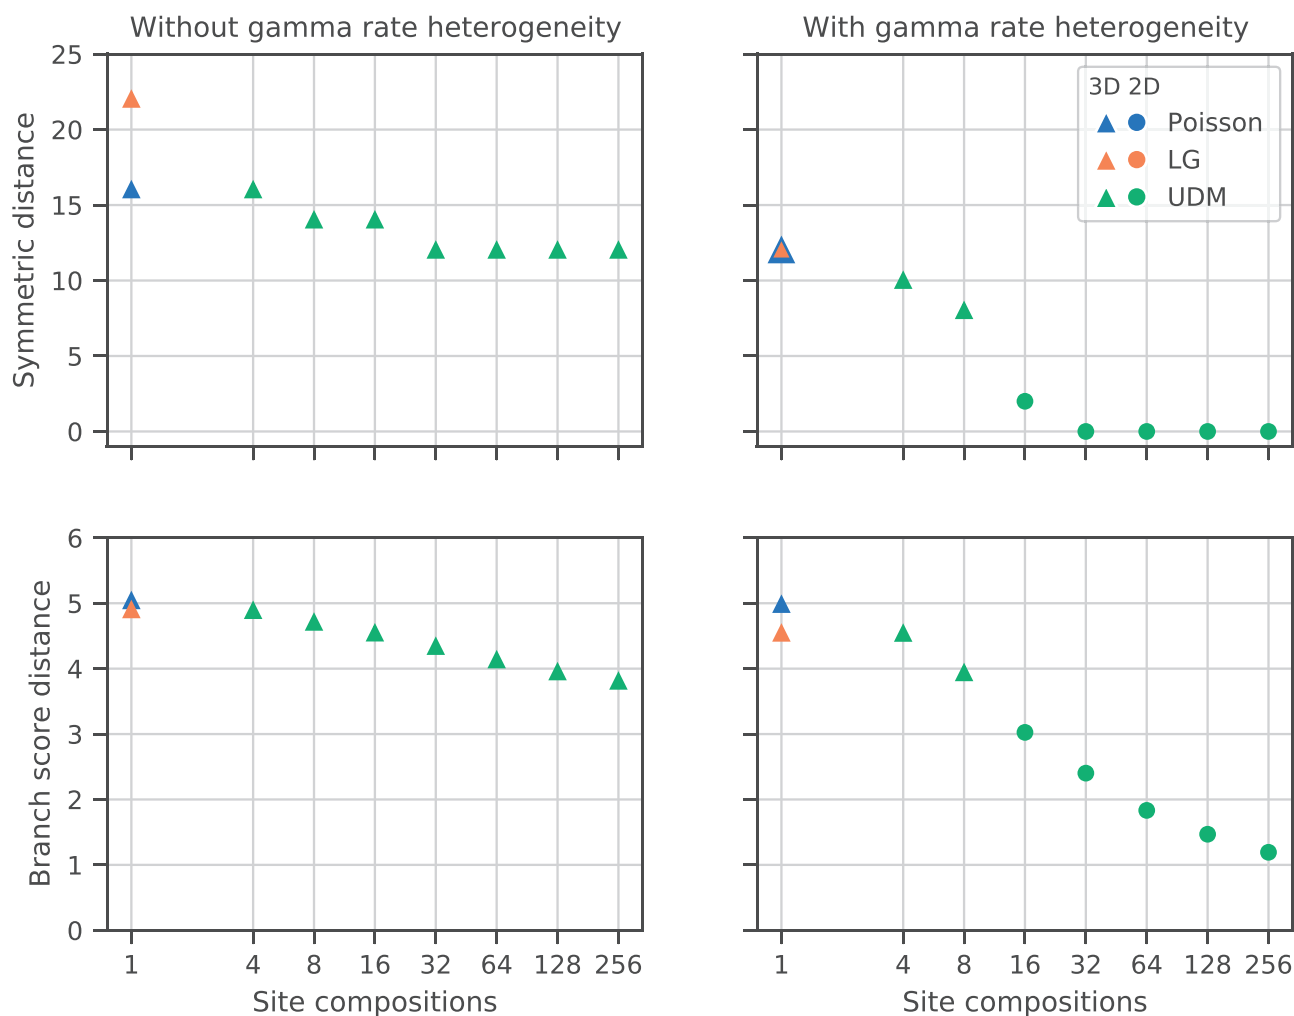 Without gamma rate heterogeneity
With gamma rate heterogeneity
Symmetric distance
25
20
15
10
5
0
3D 2D
Poisson
LG
UDM
Branch score distance
6
5
4
3
2
1
0
1 4 8 16 32 64 128 256
1 4 8 16 32 64 128 256
Site compositions
Site compositions